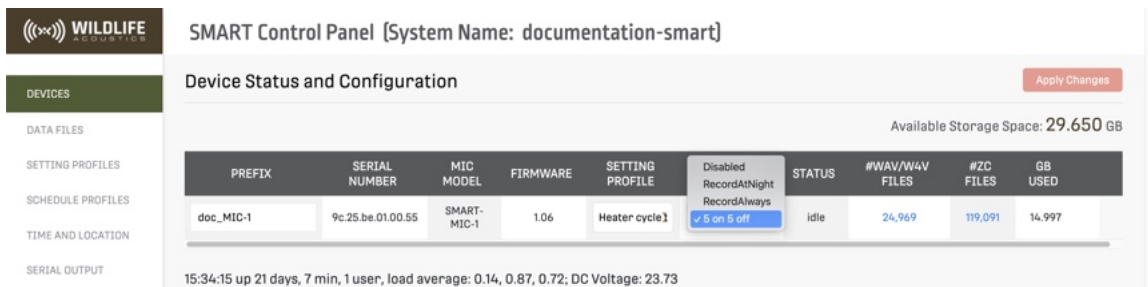 WILDLIFE
ACOUSTICS
SMART Control Panel (System Name: documentation-smart)
DEVICES
DATA FILES
SETTING PROFILES
SCHEDULE PROFILES
TIME AND LOCATION
SERIAL OUTPUT
Device Status and Configuration
Apply Changes
Available Storage Space: 29.650 GB
PREFIX
SERIAL
NUMBER
MIC
MODEL
FIRMWARE
SETTING
PROFILE
Disabled
RecordAtNight
RecordAlways
✓ 5 on 5 off
STATUS
#WAV/W4V
FILES
#ZC
FILES
GB
USED
doc_MIC-1
9c.25.be.01.00.55
SMART-
MIC-1
1.06
Heater cycle
idle
24,969
119,091
14.997
15:34:15 up 21 days, 7 min, 1 user, load average: 0.14, 0.87, 0.72; DC Voltage: 23.73